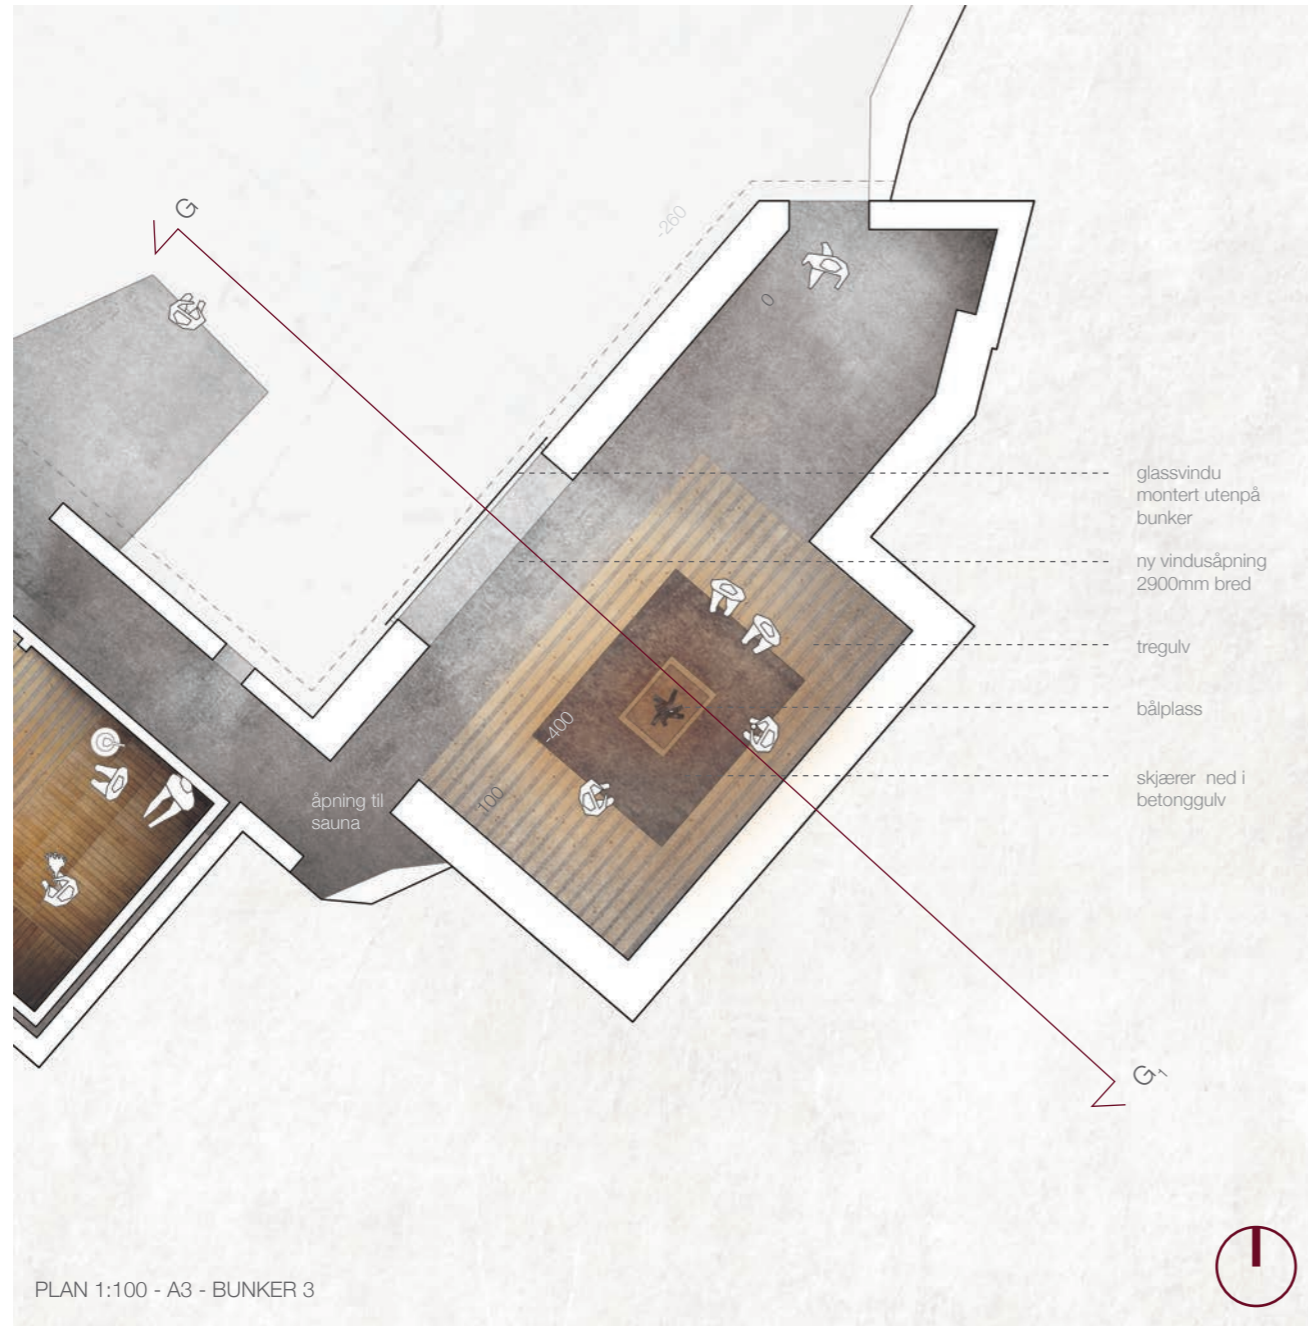 G
-260
0
glassvindu
montert utenpå
bunker
ny vindusåpning
2900mm bred
tregulv
bålplass
-400
skjærer ned i
betonggulv
100
åpning til
sauna
G1
PLAN 1:100 - A3 - BUNKER 3